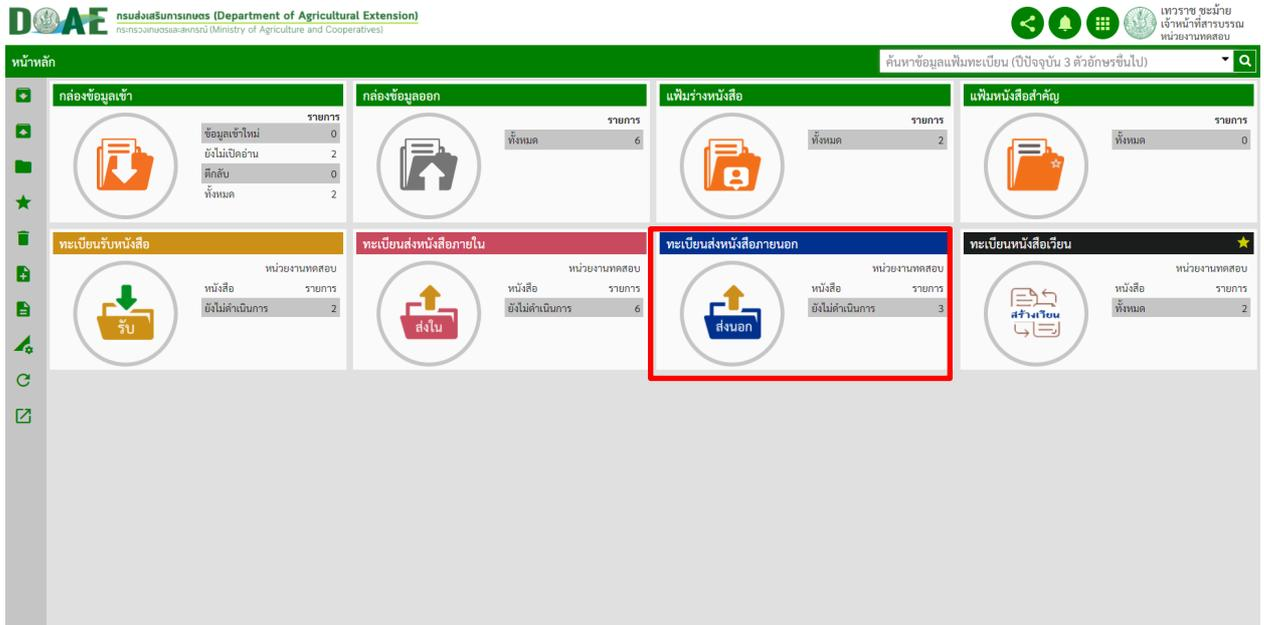 DOAE
กรมส่งเสริมการเกษตร (Department of Agricultural Extension)
กระทรวงเกษตรและสหกรณ์ (Ministry of Agriculture and Cooperatives)
เทวราช ชะม้าย
เจ้าหน้าที่สารบรรณ
หน่วยงานทดสอบ
หน้าหลัก
ค้นหาข้อมูลแฟ้มทะเบียน (ปีปัจจุบัน 3 ตัวอักษรขึ้นไป)
กล่องข้อมูลเข้า
รายการ
ข้อมูลเข้าใหม่ 0
ยังไม่เปิดอ่าน 2
ตีกลับ 0
ทั้งหมด 2
กล่องข้อมูลออก
รายการ
ทั้งหมด 6
แฟ้มร่างหนังสือ
รายการ
ทั้งหมด 2
แฟ้มหนังสือสำคัญ
รายการ
ทั้งหมด 0
ทะเบียนรับหนังสือ
หน่วยงานทดสอบ
หนังสือ รายการ
ยังไม่ดำเนินการ 2
รับ
ทะเบียนส่งหนังสือภายใน
หน่วยงานทดสอบ
หนังสือ รายการ
ยังไม่ดำเนินการ 6
ส่งใน
ทะเบียนส่งหนังสือภายนอก
หน่วยงานทดสอบ
หนังสือ รายการ
ยังไม่ดำเนินการ 3
ส่งนอก
ทะเบียนหนังสือเวียน
หน่วยงานทดสอบ
หนังสือ รายการ
ทั้งหมด 2
สร้างเวียน